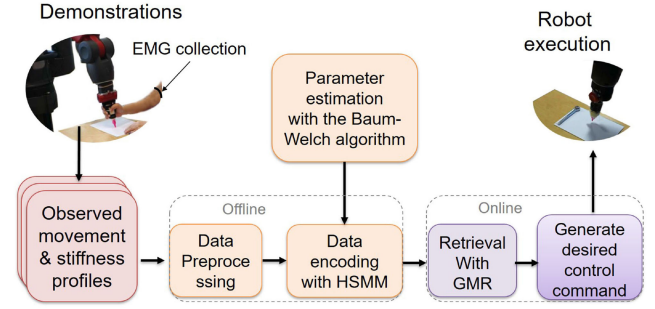 Demonstrations
EMG collection
Robot
execution
Parameter
estimation
with the Baum-
Welch algorithm
Offline
Online
Observed
movement
& stiffness
profiles
Data
Preproce
ssing
Data
encoding
with HSMM
Retrieval
With
GMR
Generate
desired
control
command